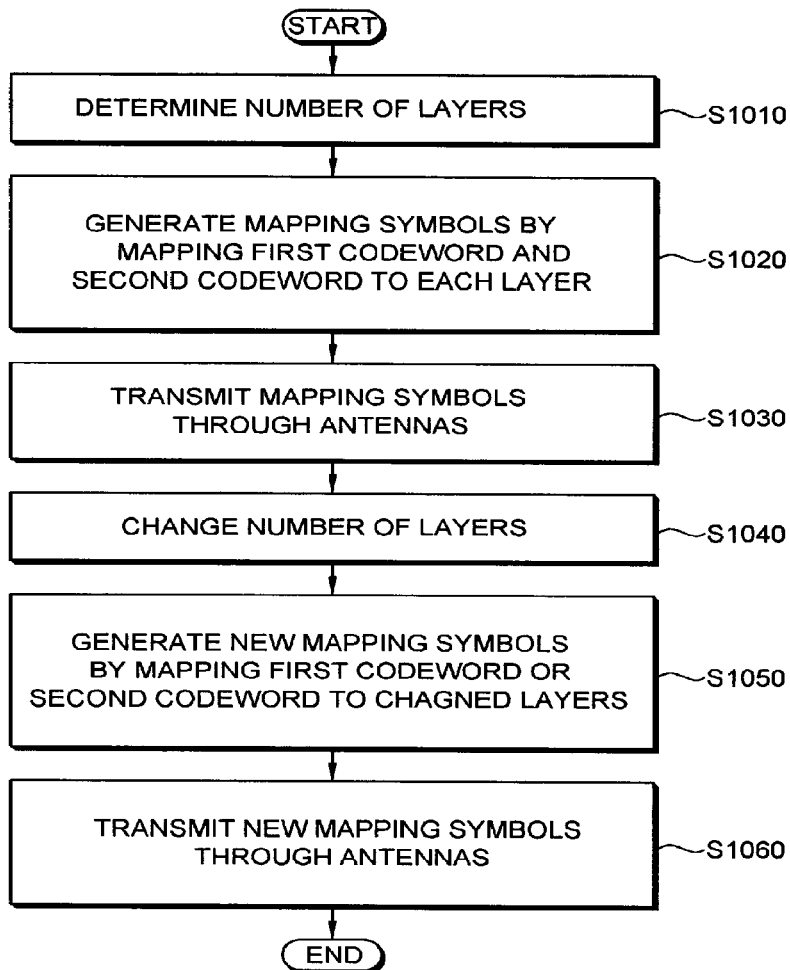 START
DETERMINE NUMBER OF LAYERS
S1010
GENERATE MAPPING SYMBOLS BY
MAPPING FIRST CODEWORD AND
SECOND CODEWORD TO EACH LAYER
S1020
TRANSMIT MAPPING SYMBOLS
THROUGH ANTENNAS
S1030
CHANGE NUMBER OF LAYERS
S1040
GENERATE NEW MAPPING SYMBOLS
BY MAPPING FIRST CODEWORD OR
SECOND CODEWORD TO CHAGNED LAYERS
S1050
TRANSMIT NEW MAPPING SYMBOLS
THROUGH ANTENNAS
S1060
END